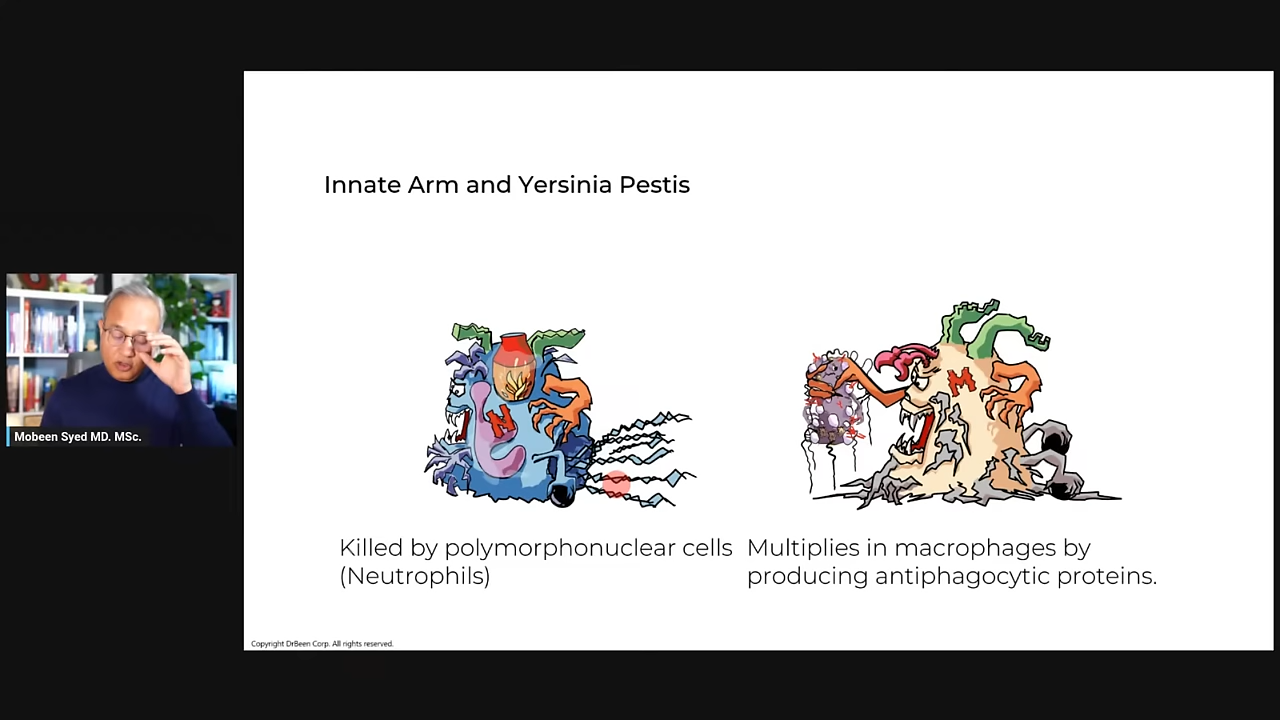 Innate Arm and Yersinia Pestis
N
M
Mobeen Syed MD. MSc.
Killed by polymorphonuclear cells
(Neutrophils)
Multiplies in macrophages by
producing antiphagocytic proteins.
Copyright DrBeen Corp. All rights reserved.